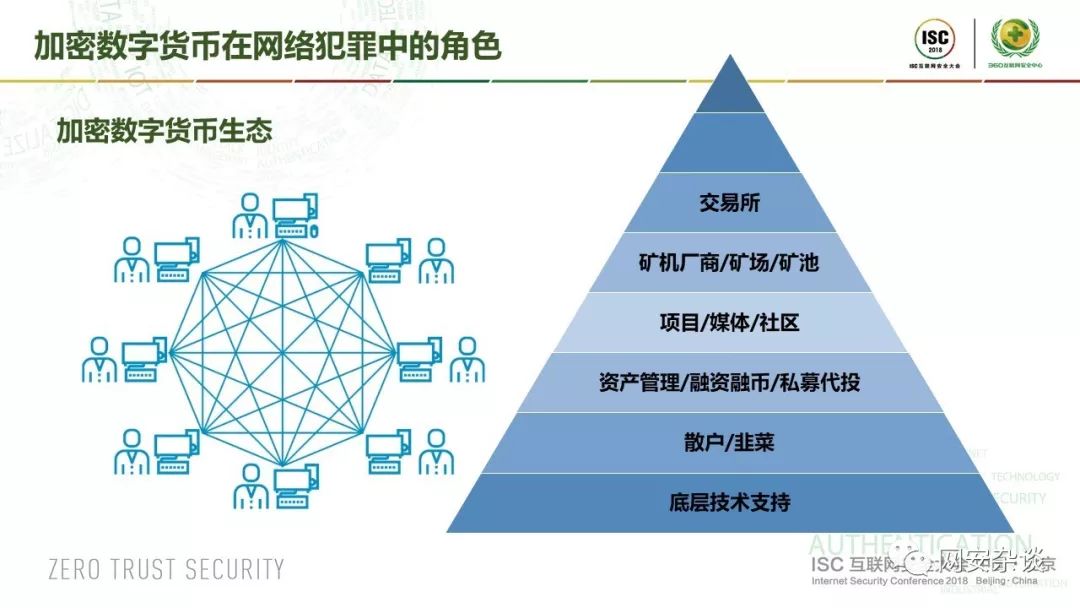 加密数字货币在网络犯罪中的角色
ISC
2018
ISC互联网安全大会
360互联网安全中心
加密数字货币生态
交易所
矿机厂商/矿场/矿池
项目/媒体/社区
资产管理/融资融币/私募代投
散户/韭菜
底层技术支持
TECHNOLOGY
AUTHENTICATION
ZERO TRUST SECURITY
网安杂谈
ISC 互联网安全大会
Internet Security Conference 2018 Beijing · China